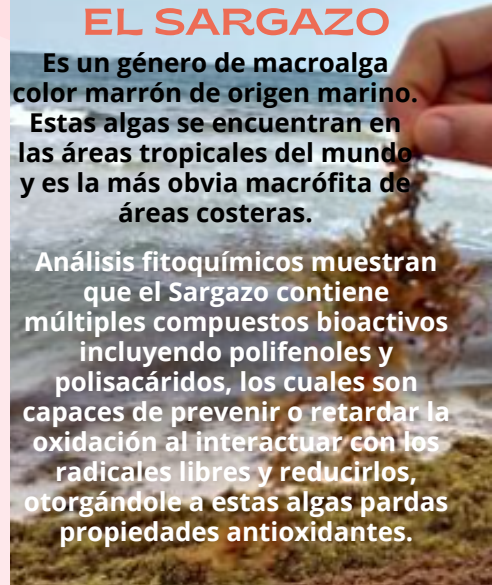 EL SARGAZO
Es un género de macroalga
color marrón de origen marino.
Estas algas se encuentran en
las áreas tropicales del mundo
y es la más obvia macrófita de
áreas costeras.
Análisis fitoquímicos muestran
que el Sargazo contiene
múltiples compuestos bioactivos
incluyendo polifenoles y
polisacáridos, los cuales son
capaces de prevenir o retardar la
oxidación al interactuar con los
radicales libres y reducirlos,
otorgándole a estas algas pardas
propiedades antioxidantes.